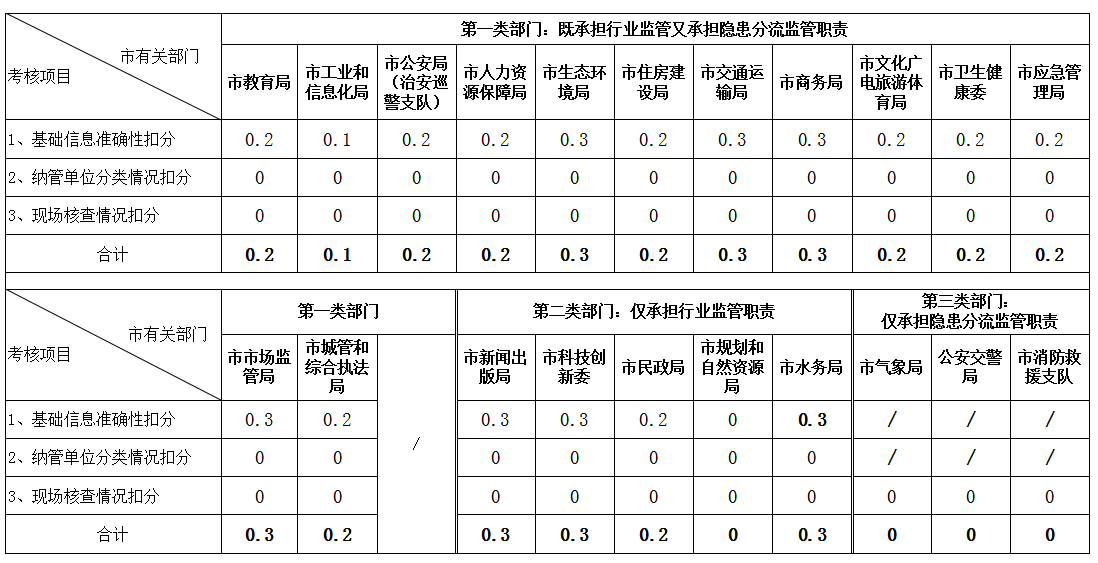 第一类部门：既承担行业监管又承担隐患分流监管职责
市有关部门
考核项目
市教育局 市工业和信息化局 市公安局（治安巡警支队） 市人力资源保障局 市生态环境局 市住房建设局 市交通运输局 市商务局 市文化广电旅游体育局 市卫生健康委 市应急管理局
1、基础信息准确性扣分 0.2 0.1 0.2 0.2 0.3 0.2 0.3 0.3 0.2 0.2 0.2
2、纳管单位分类情况扣分 0 0 0 0 0 0 0 0 0 0 0
3、现场核查情况扣分 0 0 0 0 0 0 0 0 0 0 0
合计 0.2 0.1 0.2 0.2 0.3 0.2 0.3 0.3 0.2 0.2 0.2
第一类部门 第二类部门：仅承担行业监管职责 第三类部门：仅承担隐患分流监管职责
市有关部门
考核项目
市市场监管局 市城管和综合执法局 / 市新闻出版局 市科技创新委 市民政局 市规划和自然资源局 市水务局 市气象局 公安交警局 市消防救援支队
1、基础信息准确性扣分 0.3 0.2 0.3 0.3 0.2 0 0.3 / / /
2、纳管单位分类情况扣分 0 0 0 0 0 0 0 / / /
3、现场核查情况扣分 0 0 0 0 0 0 0 0 0 0
合计 0.3 0.2 0.3 0.3 0.2 0 0.3 0 0 0